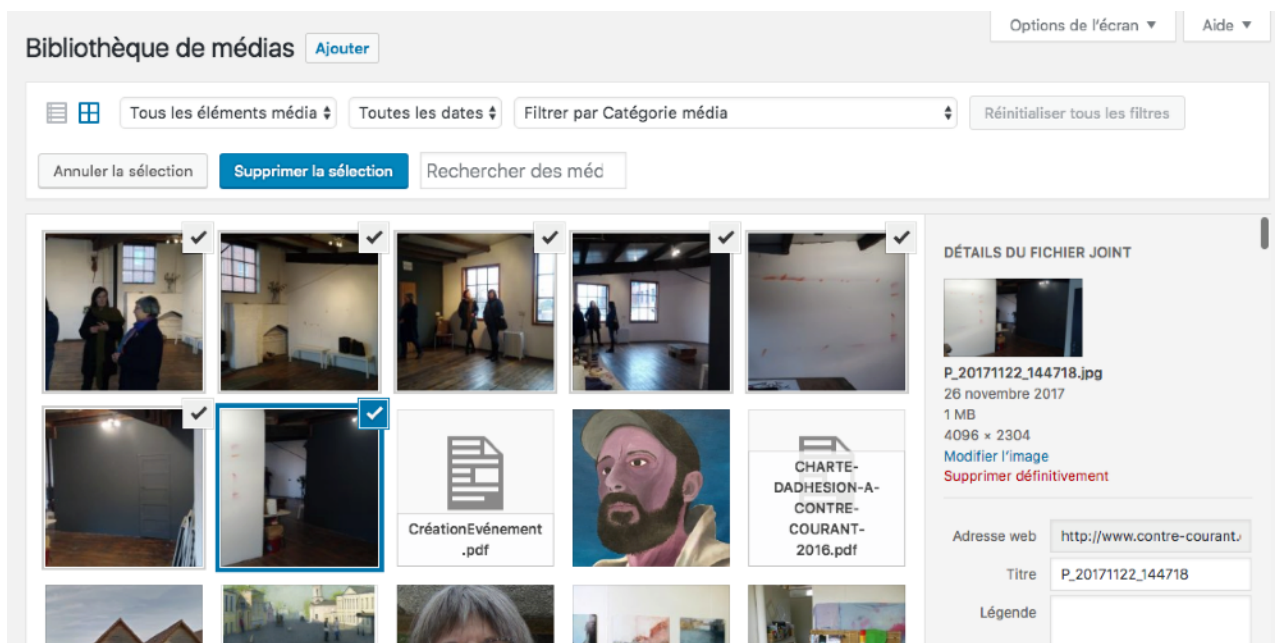 Options de l'écran ▼
Aide ▼
Bibliothèque de médias
Ajouter
Tous les éléments média
Toutes les dates
Filtrer par Catégorie média
Réinitialiser tous les filtres
Annuler la sélection
Supprimer la sélection
Rechercher des méd
DÉTAILS DU FICHIER JOINT
P_20171122_144718.jpg
26 novembre 2017
1 MB
4096 × 2304
Modifier l'image
Supprimer définitivement
CréationEvénement
.pdf
CHARTE-
DADHESION-A-
CONTRE-
COURANT-
2016.pdf
Adresse web
http://www.contre-courant.
Titre
P_20171122_144718
Légende